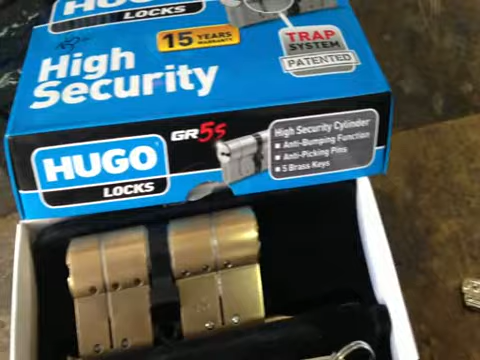 HUGO
LOCKS
15 YEARS
WARRANTY
TRAP
SYSTEM
PATENTED
High
Security
HUGO
LOCKS
GR5s
High Security Cylinder
■ Anti-Bumping Function
■ Anti-Picking Pins
■ 5 Brass Keys